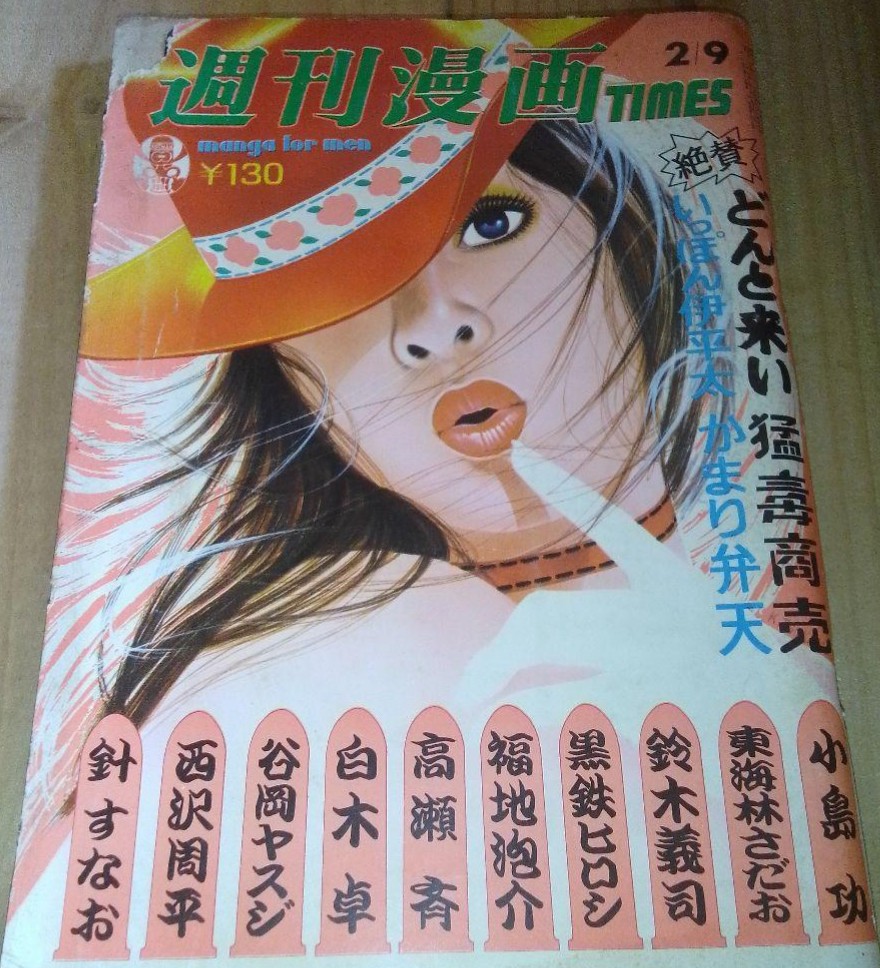 週刊漫画TIMES
2/9
manga for men
¥130
絶賛
どんと来い 猛毒商売
いっぽん伊平太 かまり弁天
小島 功
東海林さだお
鈴木義司
黒鉄ヒロシ
福地泡介
高瀬 斉
白木 卓
谷岡ヤスジ
西沢周平
針すなお